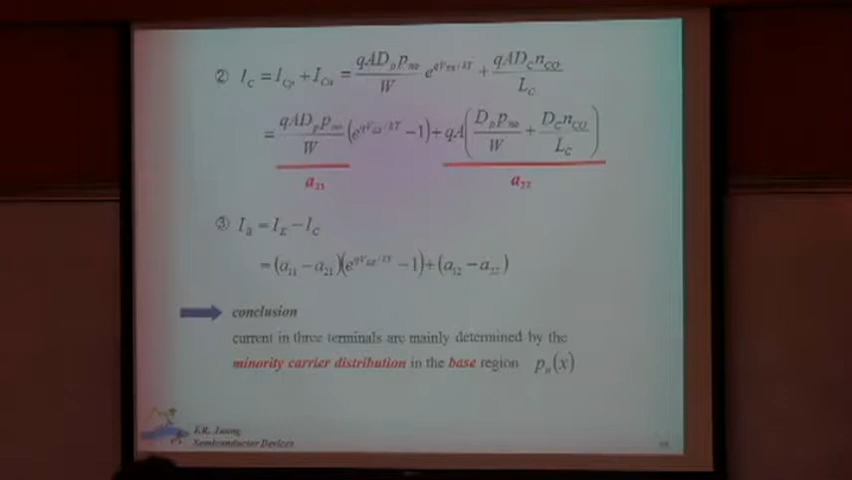 ② I_C = I_Cp + I_Cn = qAD_p p_no / W e^{qV_EB/kT} + qAD_C n_CO / L_C
= qAD_p p_no / W (e^{qV_EB/kT} − 1) + qA( D_p p_no / W + D_C n_CO / L_C )
a_21 a_22
③ I_B = I_E − I_C
= (a_11 − a_21)(e^{qV_EB/kT} − 1) + (a_12 − a_22)
conclusion
current in three terminals are mainly determined by the
minority carrier distribution in the base region p_n(x)
Semiconductor Devices